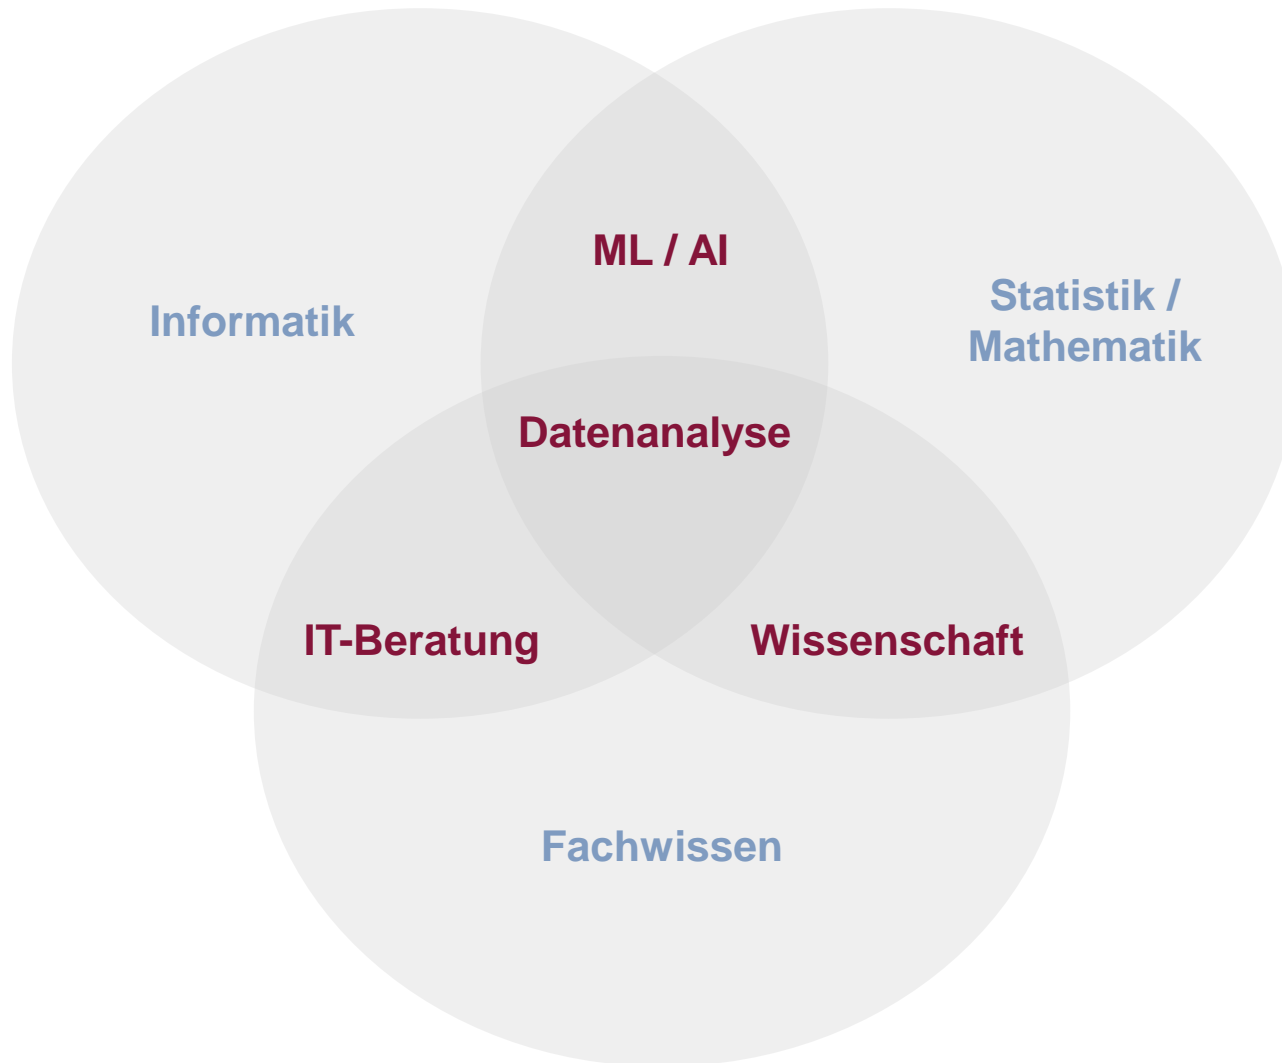 ML / AI
Informatik
Statistik /
Mathematik
Datenanalyse
IT-Beratung
Wissenschaft
Fachwissen